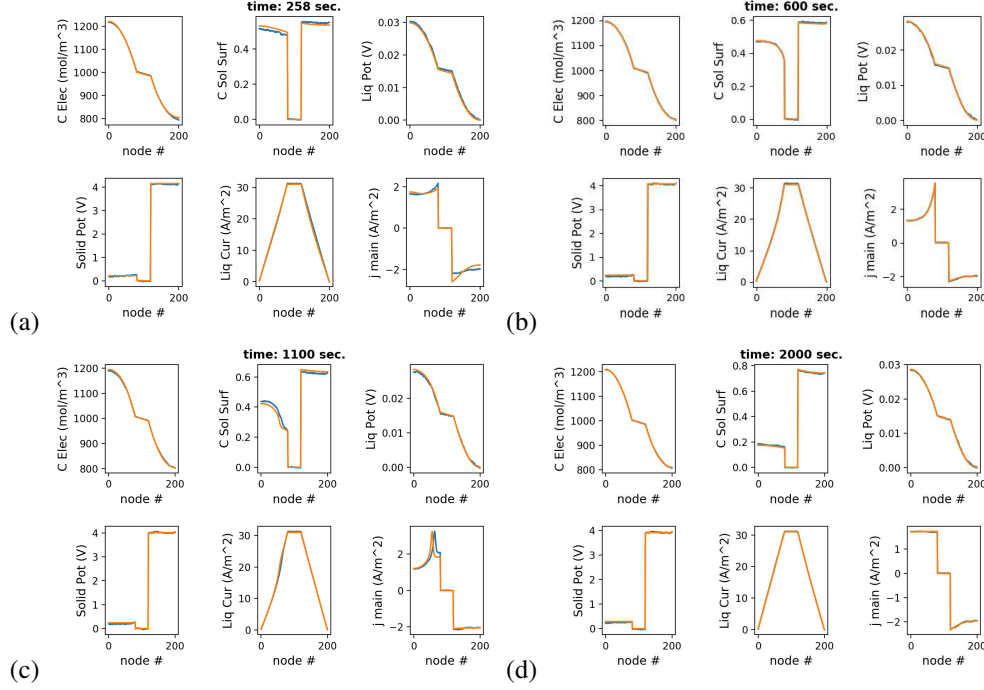 time: 258 sec.
C Elec (mol/m^3)
1200
1000
800
0
200
node #
C Sol Surf
0.4
0.2
0.0
0
200
node #
Liq Pot (V)
0.03
0.02
0.01
0.00
0
200
node #
Solid Pot (V)
4
3
2
1
0
0
200
node #
Liq Cur (A/m^2)
30
20
10
0
0
200
node #
j main (A/m^2)
2
0
−2
0
200
node #
(a)
time: 600 sec.
C Elec (mol/m^3)
1200
1100
1000
900
800
0
200
node #
C Sol Surf
0.6
0.4
0.2
0.0
0
200
node #
Liq Pot (V)
0.02
0.01
0.00
0
200
node #
Solid Pot (V)
4
3
2
1
0
0
200
node #
Liq Cur (A/m^2)
30
20
10
0
0
200
node #
j main (A/m^2)
2
0
−2
0
200
node #
(b)
time: 1100 sec.
C Elec (mol/m^3)
1200
1100
1000
900
800
0
200
node #
C Sol Surf
0.6
0.4
0.2
0.0
0
200
node #
Liq Pot (V)
0.02
0.01
0.00
0
200
node #
Solid Pot (V)
4
3
2
1
0
0
200
node #
Liq Cur (A/m^2)
30
20
10
0
0
200
node #
j main (A/m^2)
2
0
−2
0
200
node #
(c)
time: 2000 sec.
C Elec (mol/m^3)
1200
1100
1000
900
800
0
200
node #
C Sol Surf
0.8
0.6
0.4
0.2
0.0
0
200
node #
Liq Pot (V)
0.03
0.02
0.01
0.00
0
200
node #
Solid Pot (V)
4
3
2
1
0
0
200
node #
Liq Cur (A/m^2)
30
20
10
0
0
200
node #
j main (A/m^2)
1
0
−1
−2
0
200
node #
(d)